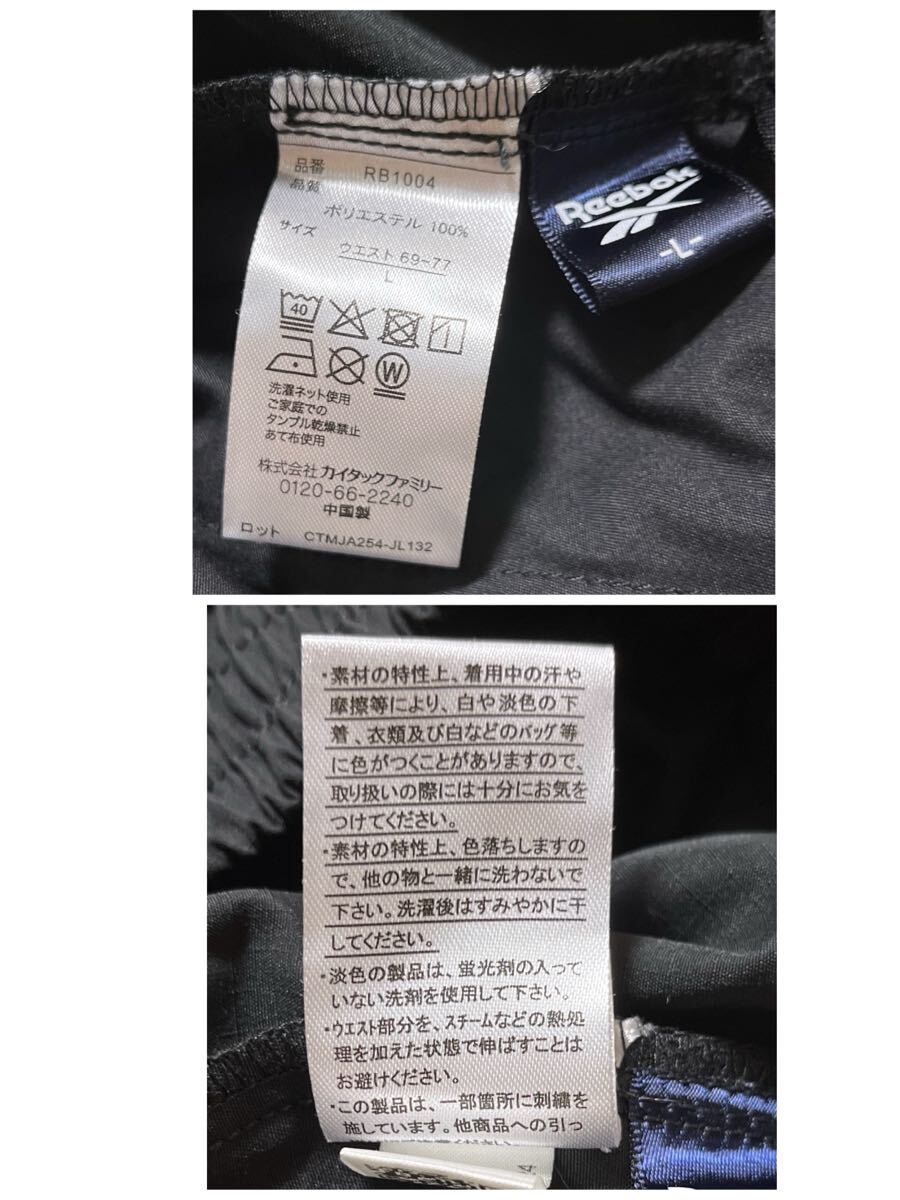 品番 RB1004
品質
ポリエステル 100%
サイズ
ウエスト 69~77
L
40
W
洗濯ネット使用
ご家庭での
タンブル乾燥禁止
あて布使用
株式会社 カイタックファミリー
0120-66-2240
中国製
ロット CTMJA254-JL132
Reebok
-L-
・素材の特性上、着用中の汗や
摩擦等により、白や淡色の下
着、衣類及び白などのバッグ等
に色がつくことがありますので、
取り扱いの際には十分にお気を
つけてください。
・素材の特性上、色落ちしますの
で、他の物と一緒に洗わないで
下さい。洗濯後はすみやかに干
してください。
・淡色の製品は、蛍光剤の入って
いない洗剤を使用して下さい。
・ウエスト部分を、スチームなどの熱処
理を加えた状態で伸ばすことは
お避けください。
・この製品は、一部箇所に刺繍を
施しています。他商品への引っ